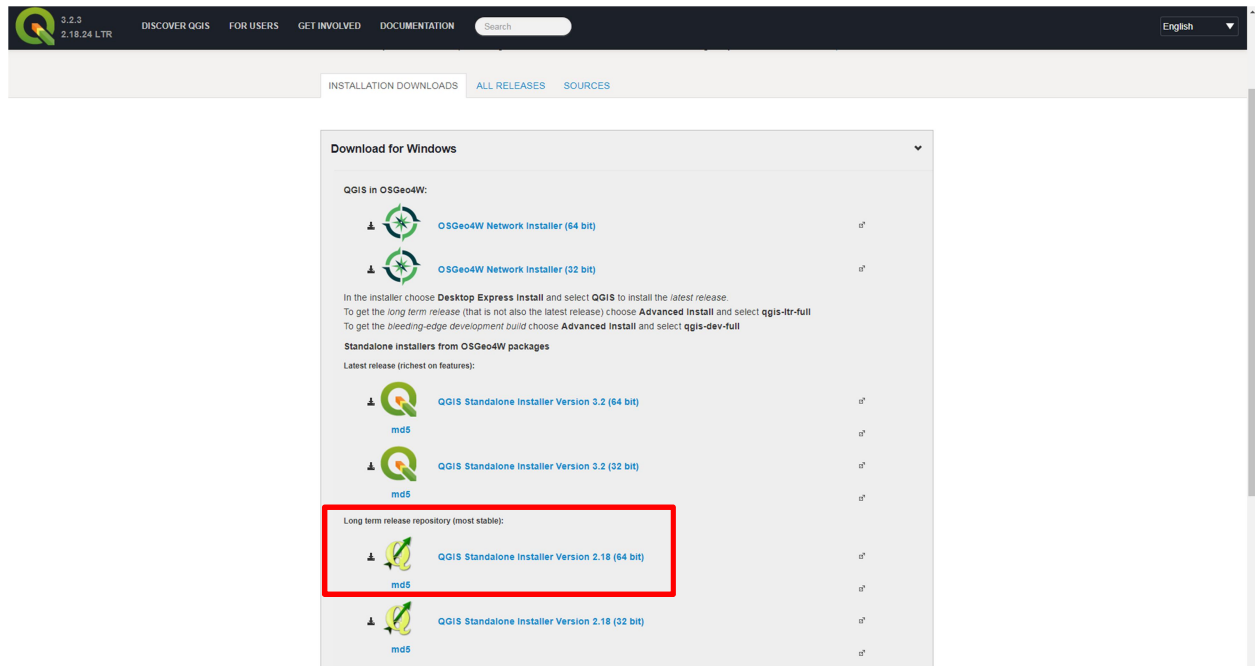 3.2.3
2.18.24 LTR
DISCOVER QGIS
FOR USERS
GET INVOLVED
DOCUMENTATION
Search
English
INSTALLATION DOWNLOADS
ALL RELEASES
SOURCES
Download for Windows
QGIS in OSGeo4W:
OSGeo4W Network Installer (64 bit)
OSGeo4W Network Installer (32 bit)
In the installer choose Desktop Express Install and select QGIS to install the latest release.
To get the long term release (that is not also the latest release) choose Advanced Install and select qgis-ltr-full
To get the bleeding-edge development build choose Advanced Install and select qgis-dev-full
Standalone installers from OSGeo4W packages
Latest release (richest on features):
QGIS Standalone Installer Version 3.2 (64 bit)
md5
QGIS Standalone Installer Version 3.2 (32 bit)
md5
Long term release repository (most stable):
QGIS Standalone Installer Version 2.18 (64 bit)
md5
QGIS Standalone Installer Version 2.18 (32 bit)
md5